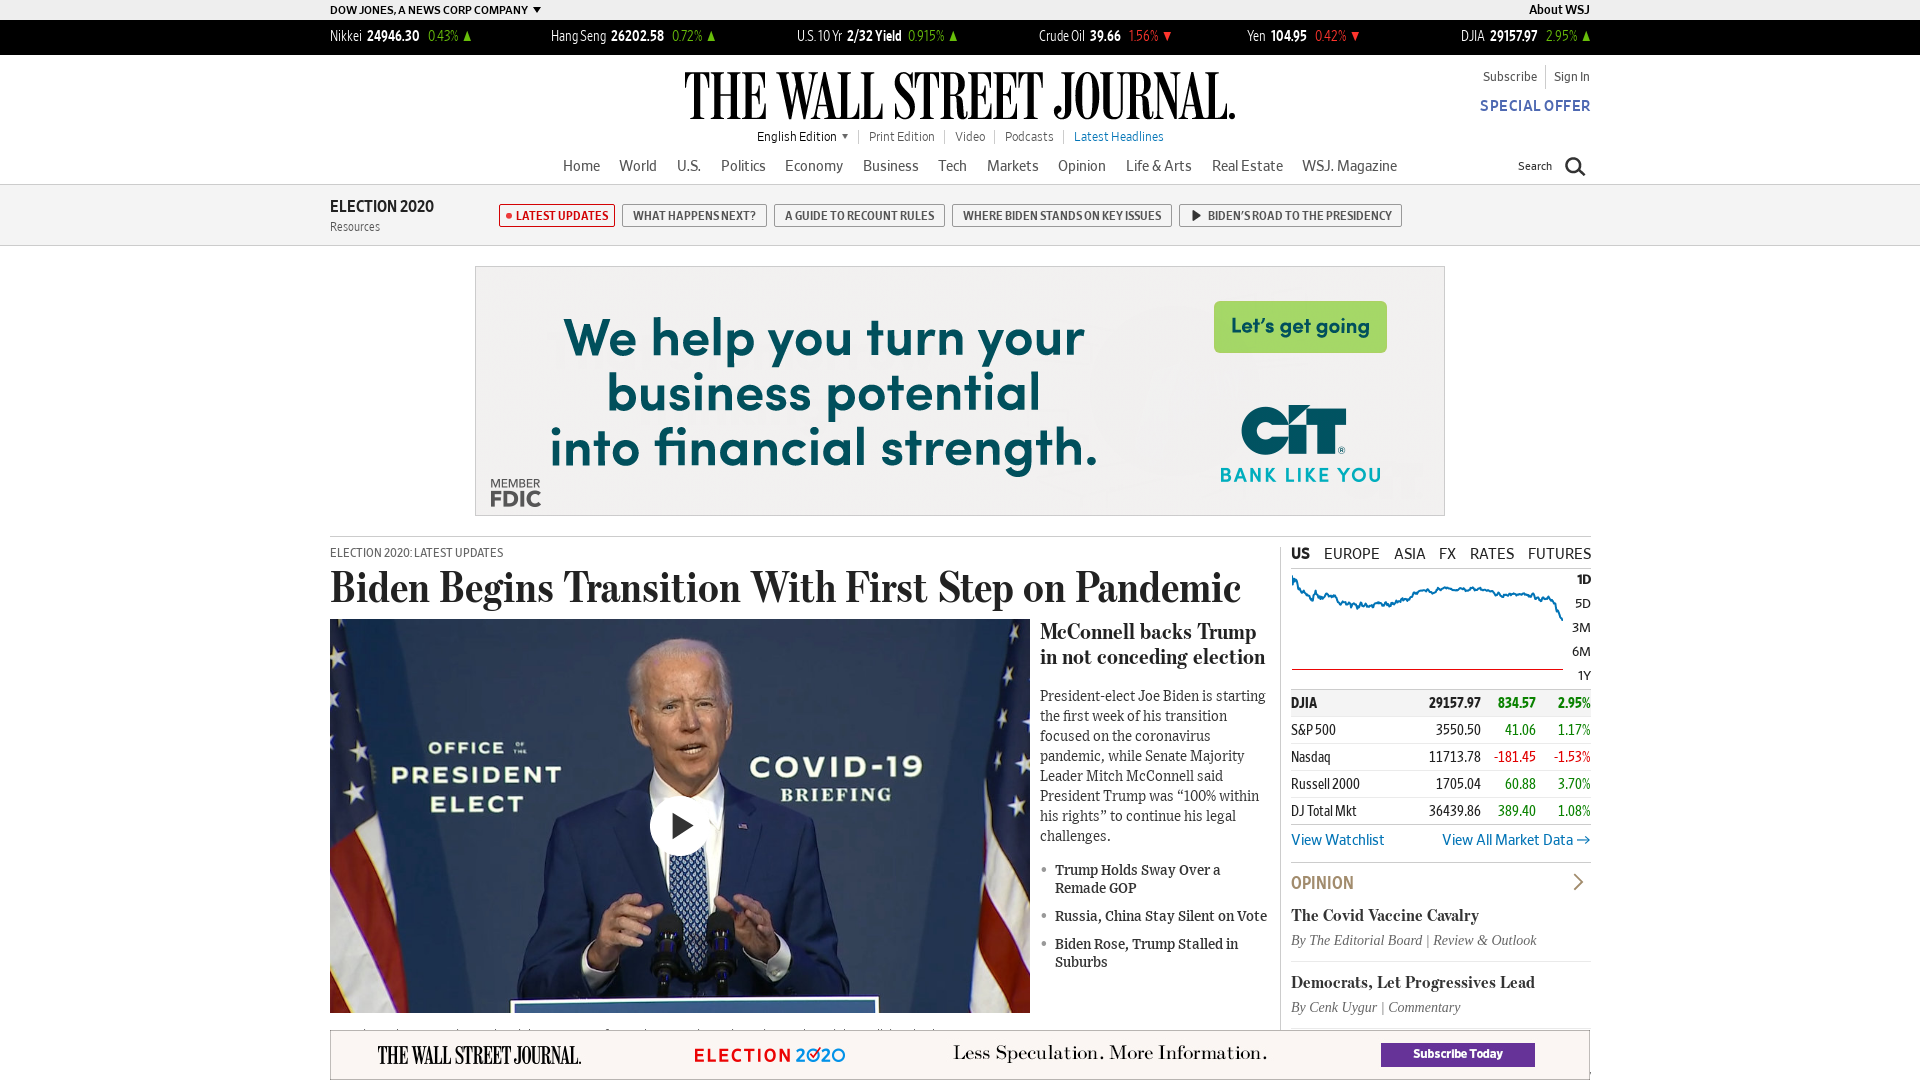 DOW JONES, A NEWS CORP COMPANY
About WSJ
Nikkei 24946.30 0.43%
Hang Seng 26202.58 0.72%
U.S. 10 Yr 2/32 Yield 0.915%
Crude Oil 39.66 1.56%
Yen 104.95 0.42%
DJIA 29157.97 2.95%
Subscribe
Sign In
SPECIAL OFFER
THE WALL STREET JOURNAL.
English Edition
Print Edition
Video
Podcasts
Latest Headlines
Home World U.S. Politics Economy Business Tech Markets Opinion Life & Arts Real Estate WSJ. Magazine
Search
ELECTION 2020
Resources
LATEST UPDATES
WHAT HAPPENS NEXT?
A GUIDE TO RECOUNT RULES
WHERE BIDEN STANDS ON KEY ISSUES
BIDEN'S ROAD TO THE PRESIDENCY
We help you turn your
business potential
into financial strength.
MEMBER
FDIC
Let's get going
CIT®
BANK LIKE YOU
ELECTION 2020: LATEST UPDATES
Biden Begins Transition With First Step on Pandemic
OFFICE OF THE
PRESIDENT
ELECT
COVID-19
BRIEFING
McConnell backs Trump
in not conceding election
President-elect Joe Biden is starting
the first week of his transition
focused on the coronavirus
pandemic, while Senate Majority
Leader Mitch McConnell said
President Trump was “100% within
his rights” to continue his legal
challenges.
• Trump Holds Sway Over a
Remade GOP
• Russia, China Stay Silent on Vote
• Biden Rose, Trump Stalled in
Suburbs
US EUROPE ASIA FX RATES FUTURES
1D
5D
3M
6M
1Y
DJIA 29157.97 834.57 2.95%
S&P 500 3550.50 41.06 1.17%
Nasdaq 11713.78 -181.45 -1.53%
Russell 2000 1705.04 60.88 3.70%
DJ Total Mkt 36439.86 389.40 1.08%
View Watchlist
View All Market Data
OPINION
The Covid Vaccine Cavalry
By The Editorial Board | Review & Outlook
Democrats, Let Progressives Lead
By Cenk Uygur | Commentary
THE WALL STREET JOURNAL.
ELECTION 2020
Less Speculation. More Information.
Subscribe Today